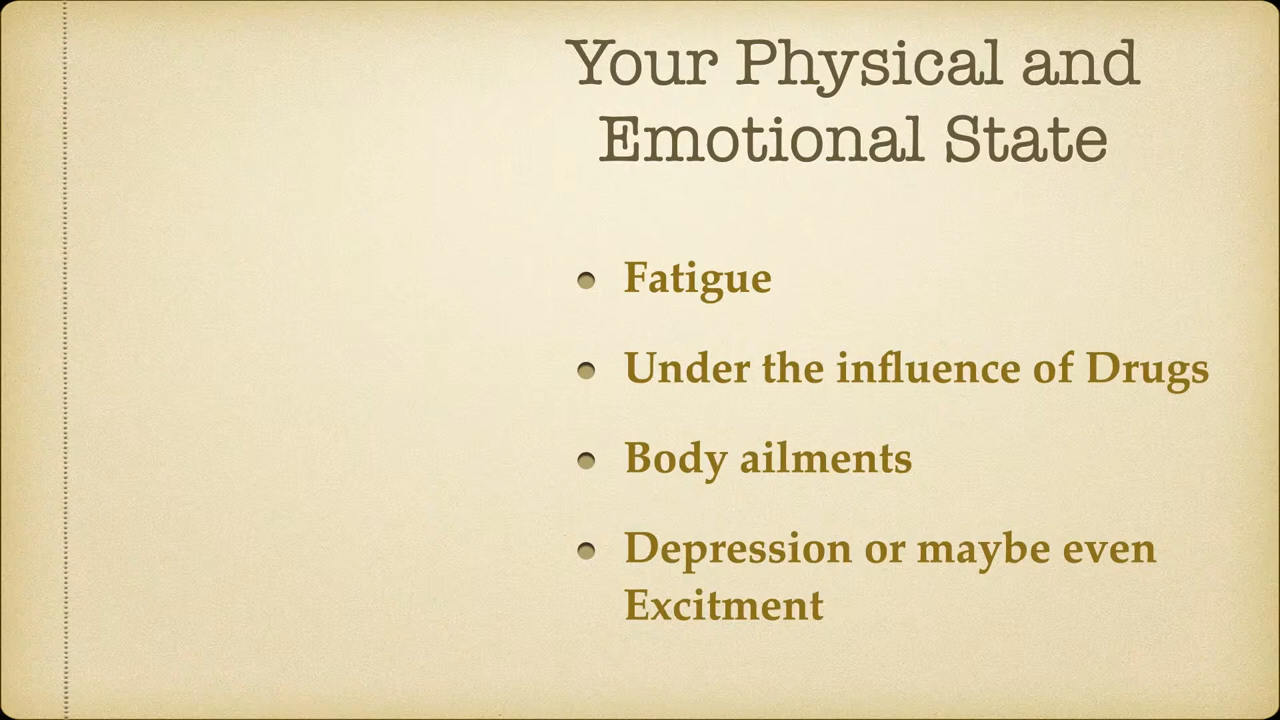 Your Physical and
Emotional State
• Fatigue
• Under the influence of Drugs
• Body ailments
• Depression or maybe even
Excitment